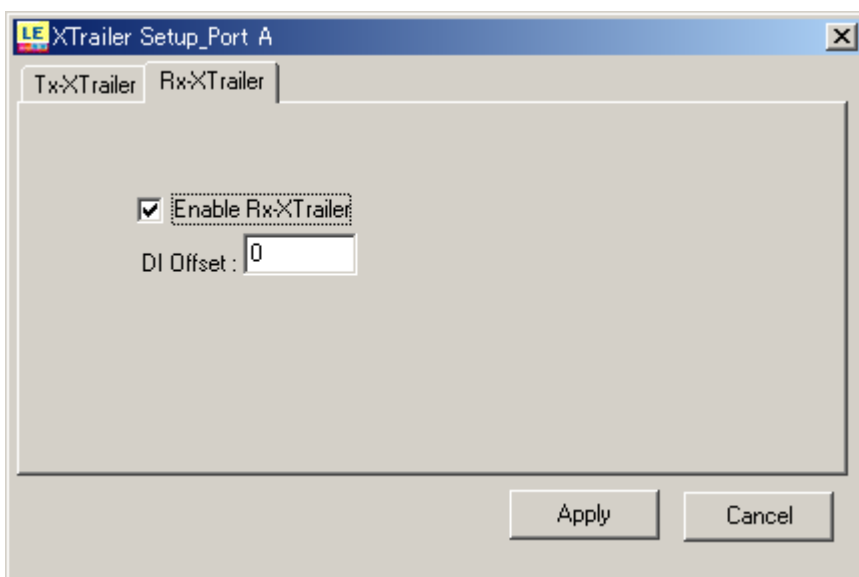 LE XTrailer Setup_Port A
Tx-XTrailer Rx-XTrailer
Enable Rx-XTrailer
DI Offset : 0
Apply Cancel